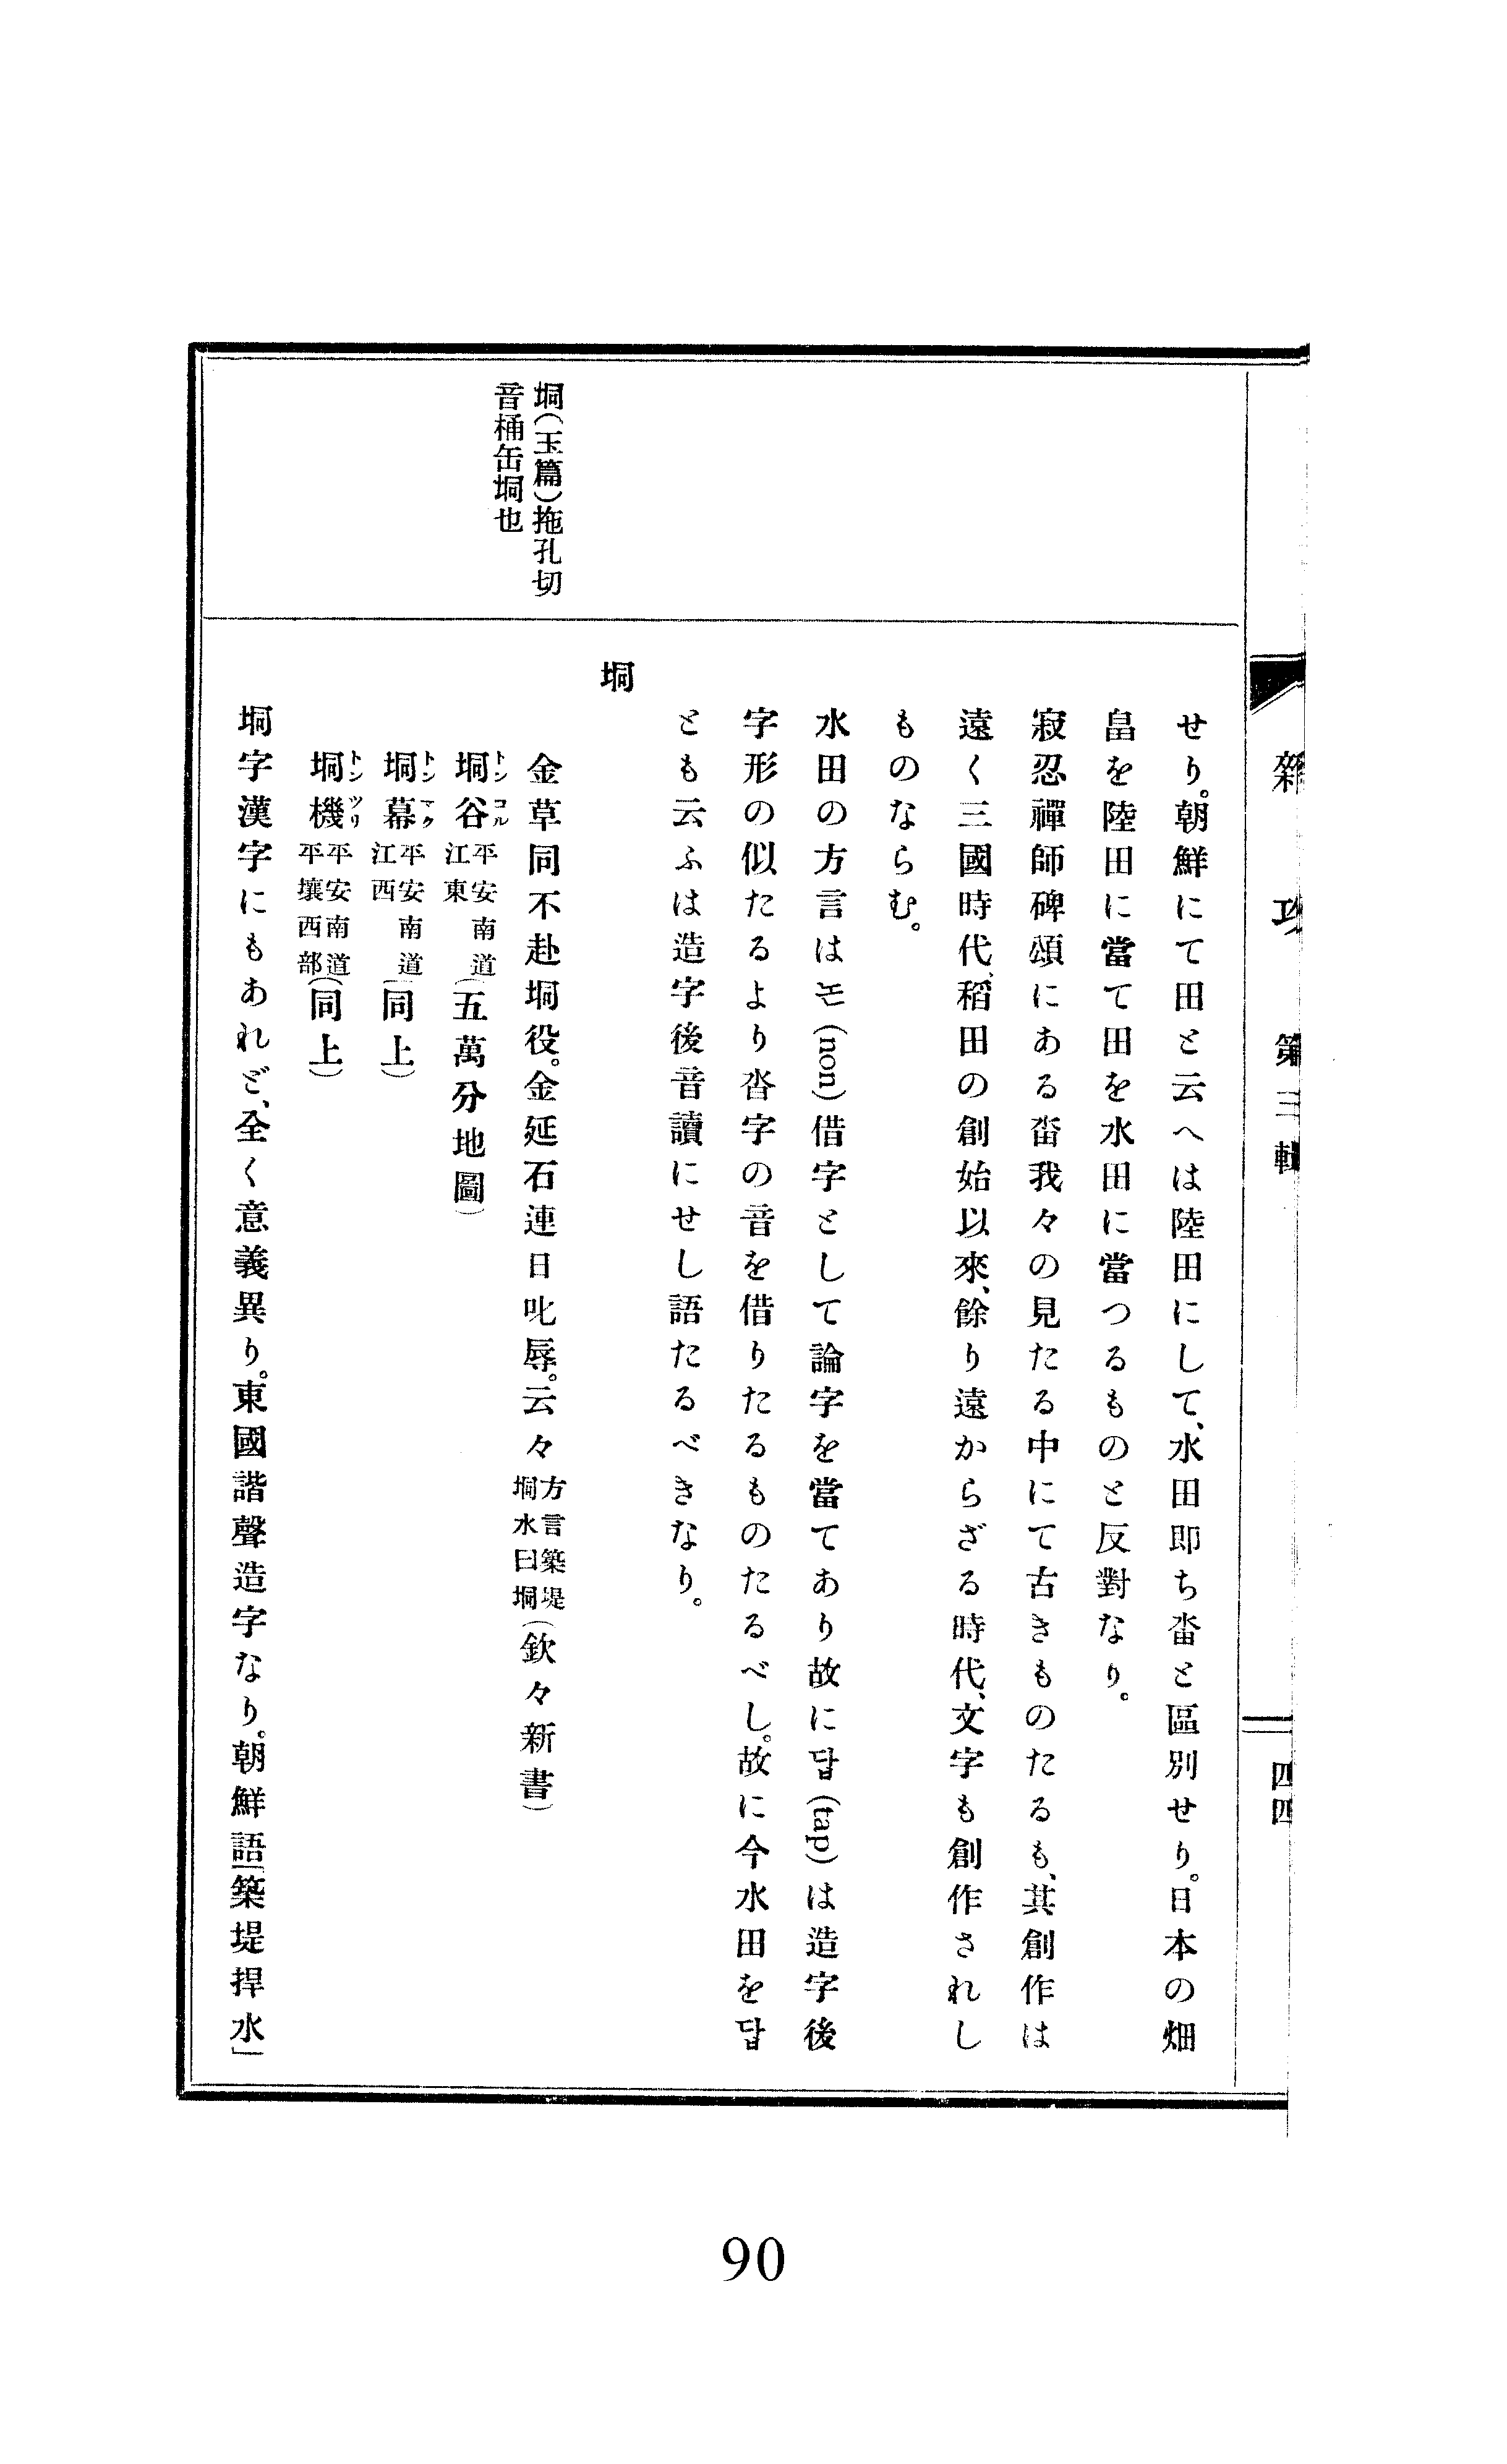 雜攷 第三輯
四四
せり。朝鮮にて田と云へは陸田にして、水田即ち畓と區別せり。日本の畑
畠を陸田に當て田を水田に當つるものと反對なり。
寂忍禪師碑頌にある畓我々の見たる中にて古きものたるも、其創作は
遠く三國時代、稻田の創始以來、餘り遠からざる時代、文字も創作されし
ものならむ。
水田の方言は논(non)借字として論字を當てあり故に답(tap)は造字後
字形の似たるより沓字の音を借りたるものたるべし。故に今水田を답
とも云ふは造字後音讀にせし語たるべきなり。
垌(玉篇)拖孔切
音桶缶垌也
垌
金草同不赴垌役。金延石連日叱辱。云々方言築堤垌水曰垌(欽々新書)
垌谷トンコル平安南道江東(五萬分地圖)
垌幕トンマク平安南道江西(同上)
垌機トンツリ平安南道平壤西部(同上)
垌字漢字にもあれど、全く意義異り。東國諧聲造字なり。朝鮮語「築堤捍水」
90